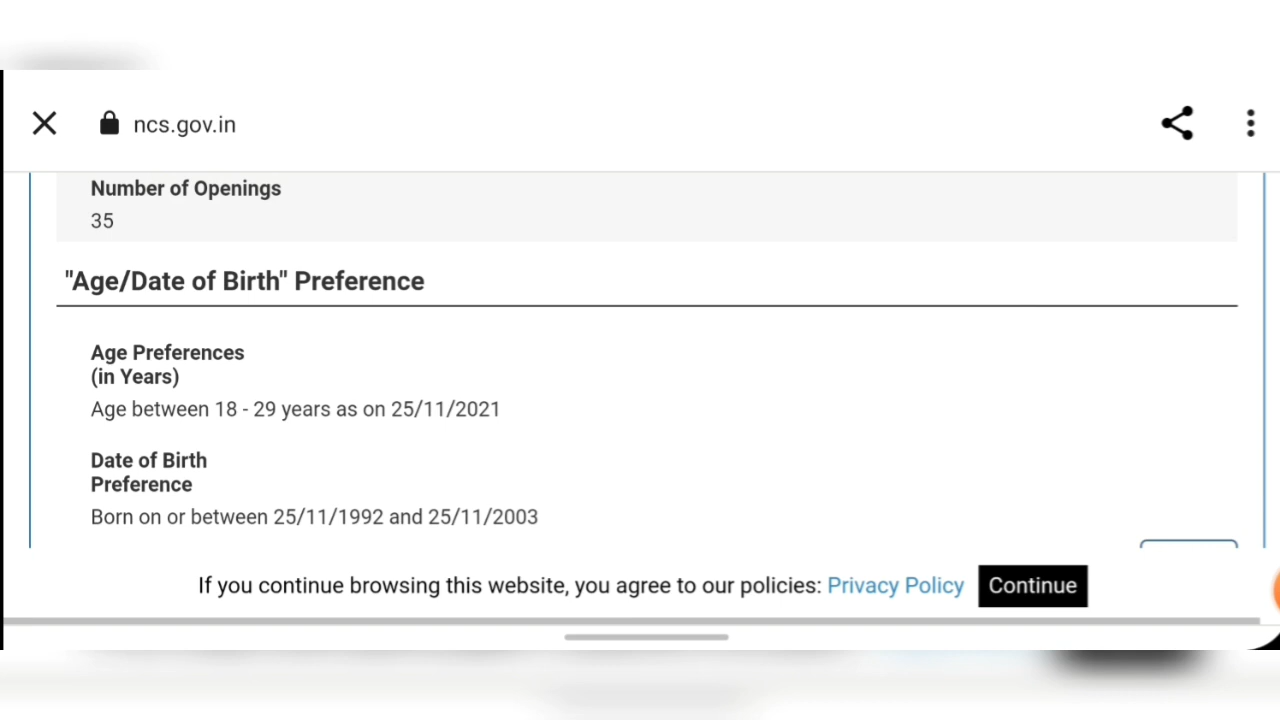 ncs.gov.in
Number of Openings
35
"Age/Date of Birth" Preference
Age Preferences
(in Years)
Age between 18 - 29 years as on 25/11/2021
Date of Birth
Preference
Born on or between 25/11/1992 and 25/11/2003
If you continue browsing this website, you agree to our policies: Privacy Policy Continue